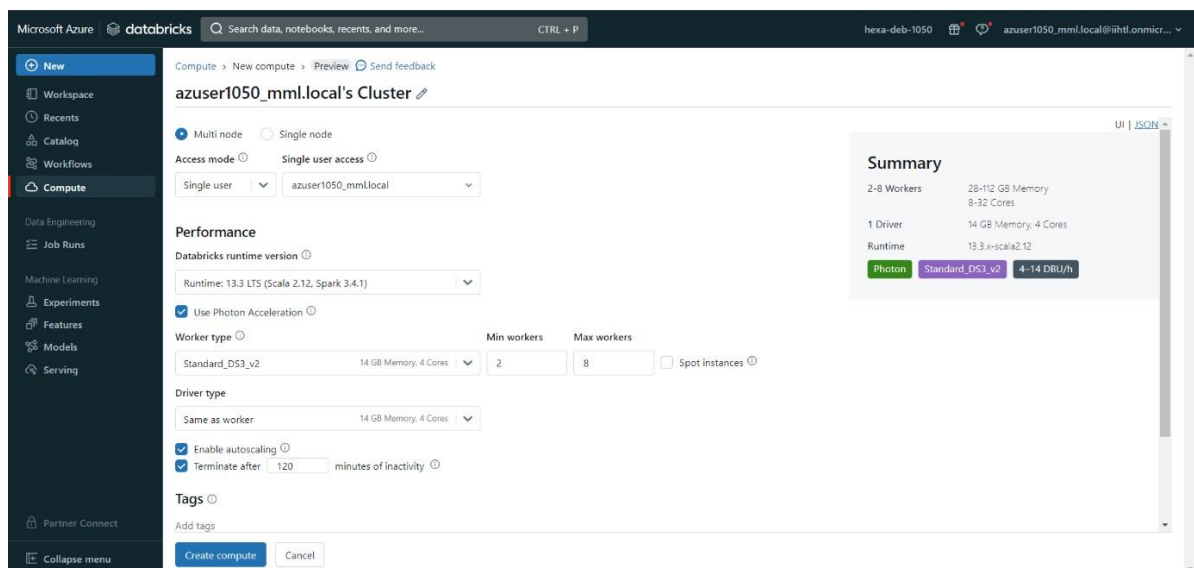 Microsoft Azure databricks Search data, notebooks, recents, and more... CTRL + P hexa-deb-1050 azuser1050_mml.local@iihtl.onmicr...
New
Workspace
Recents
Catalog
Workflows
Compute
Data Engineering
Job Runs
Machine Learning
Experiments
Features
Models
Serving
Partner Connect
Collapse menu
Compute > New compute > Preview Send feedback
azuser1050_mml.local's Cluster
UI | JSON
Multi node Single node
Access mode Single user access
Single user azuser1050_mml.local
Performance
Databricks runtime version
Runtime: 13.3 LTS (Scala 2.12, Spark 3.4.1)
Use Photon Acceleration
Worker type Min workers Max workers
Standard_DS3_v2 14 GB Memory, 4 Cores 2 8 Spot instances
Driver type
Same as worker 14 GB Memory, 4 Cores
Enable autoscaling
Terminate after 120 minutes of inactivity
Tags
Add tags
Create compute Cancel
Summary
2-8 Workers 28-112 GB Memory
8-32 Cores
1 Driver 14 GB Memory, 4 Cores
Runtime 13.3.x-scala2.12
Photon Standard_DS3_v2 4–14 DBU/h